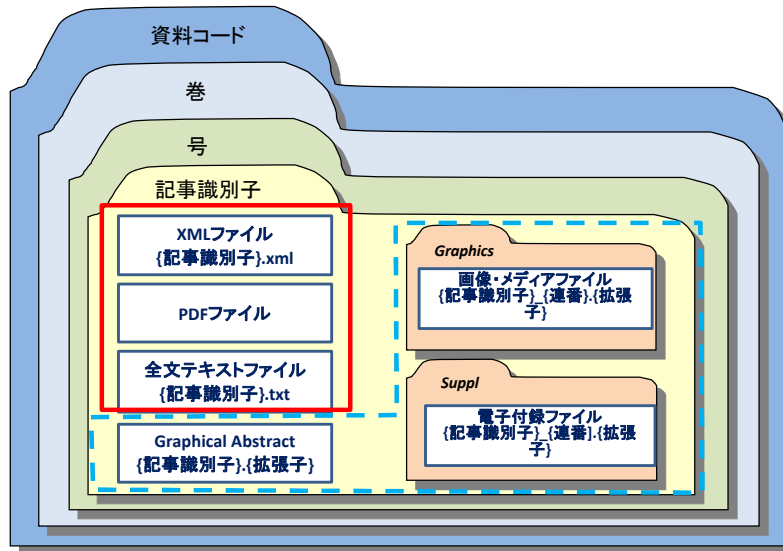 資料コード
巻
号
記事識別子
XMLファイル
{記事識別子}.xml
PDFファイル
全文テキストファイル
{記事識別子}.txt
Graphical Abstract
{記事識別子}.{拡張子}
Graphics
画像・メディアファイル
{記事識別子}_{連番}.{拡張
子}
Suppl
電子付録ファイル
{記事識別子}_{連番].{拡張
子}